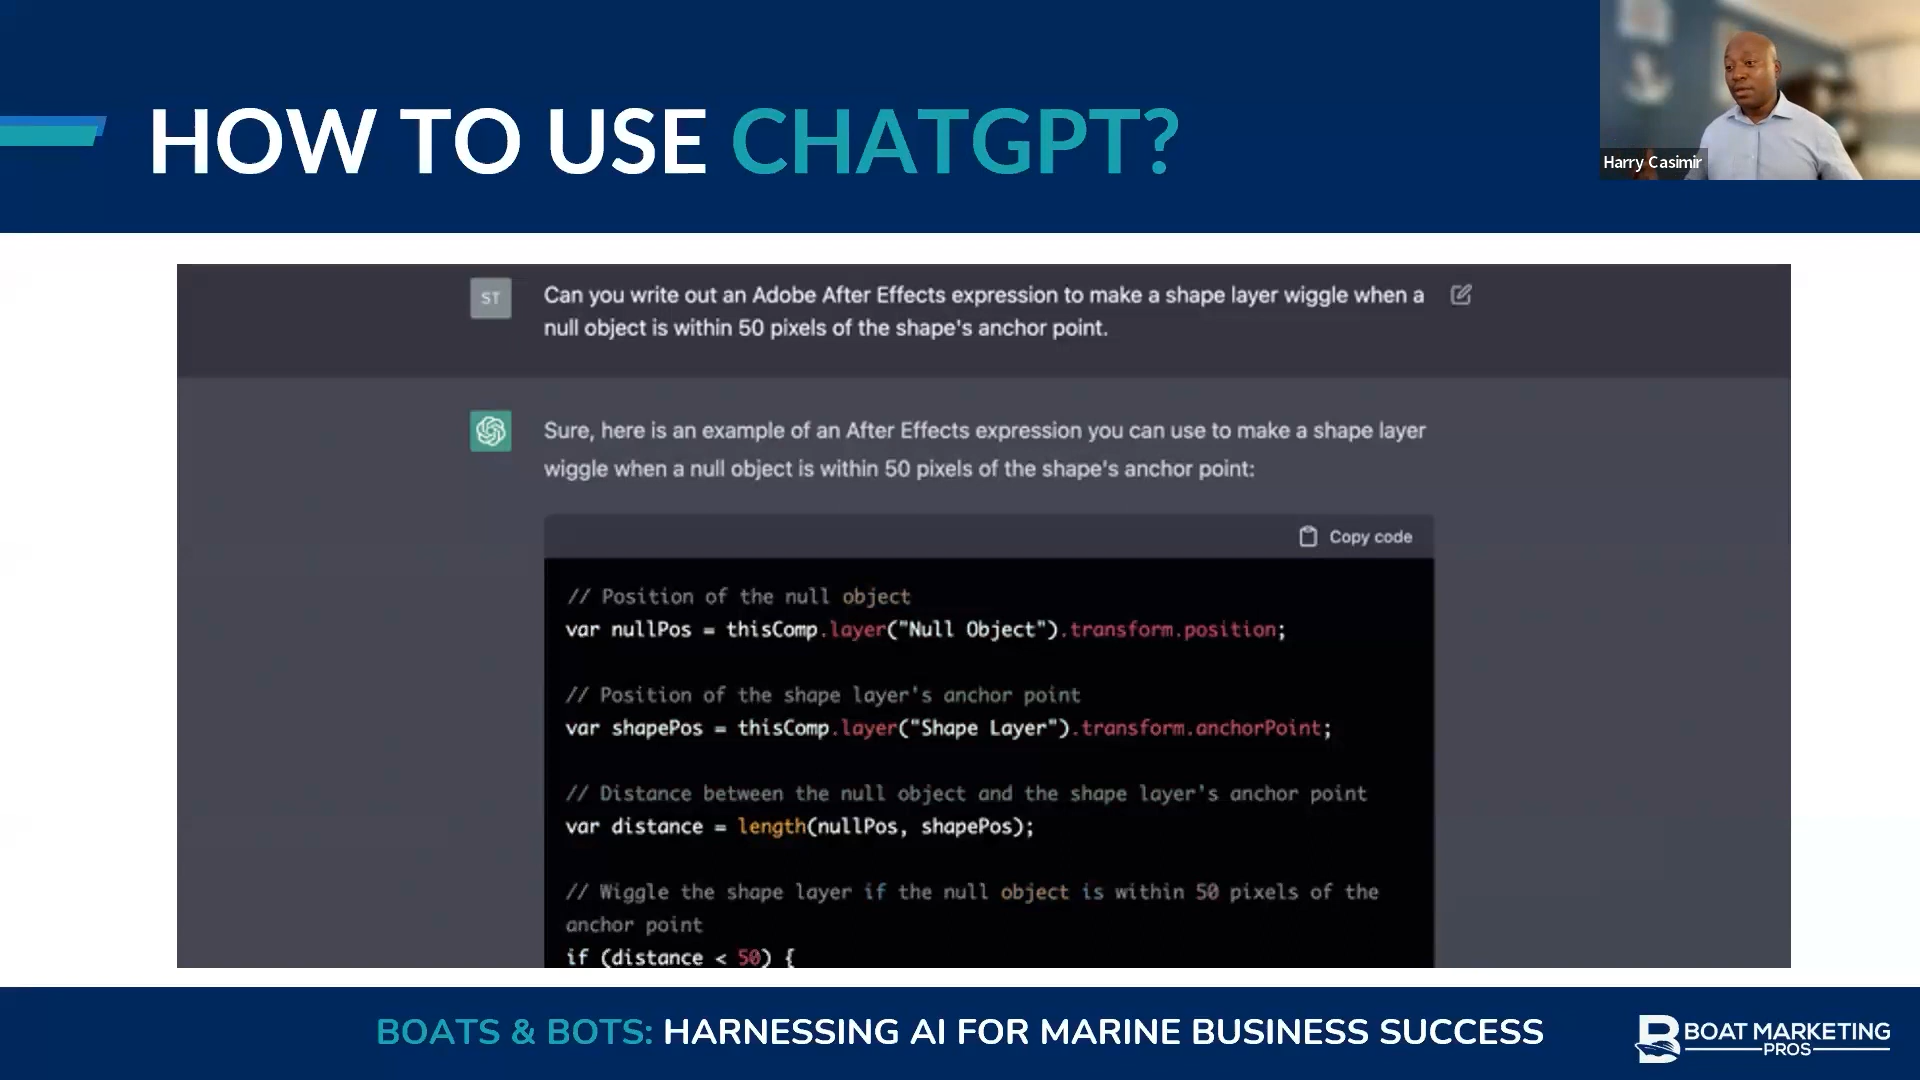 HOW TO USE CHATGPT?
Harry Casimir
ST
Can you write out an Adobe After Effects expression to make a shape layer wiggle when a
null object is within 50 pixels of the shape's anchor point.
Sure, here is an example of an After Effects expression you can use to make a shape layer
wiggle when a null object is within 50 pixels of the shape's anchor point:
Copy code
// Position of the null object
var nullPos = thisComp.layer("Null Object").transform.position;
// Position of the shape layer's anchor point
var shapePos = thisComp.layer("Shape Layer").transform.anchorPoint;
// Distance between the null object and the shape layer's anchor point
var distance = length(nullPos, shapePos);
// Wiggle the shape layer if the null object is within 50 pixels of the
anchor point
if (distance < 50) {
BOATS & BOTS: HARNESSING AI FOR MARINE BUSINESS SUCCESS
B BOAT MARKETING
PROS